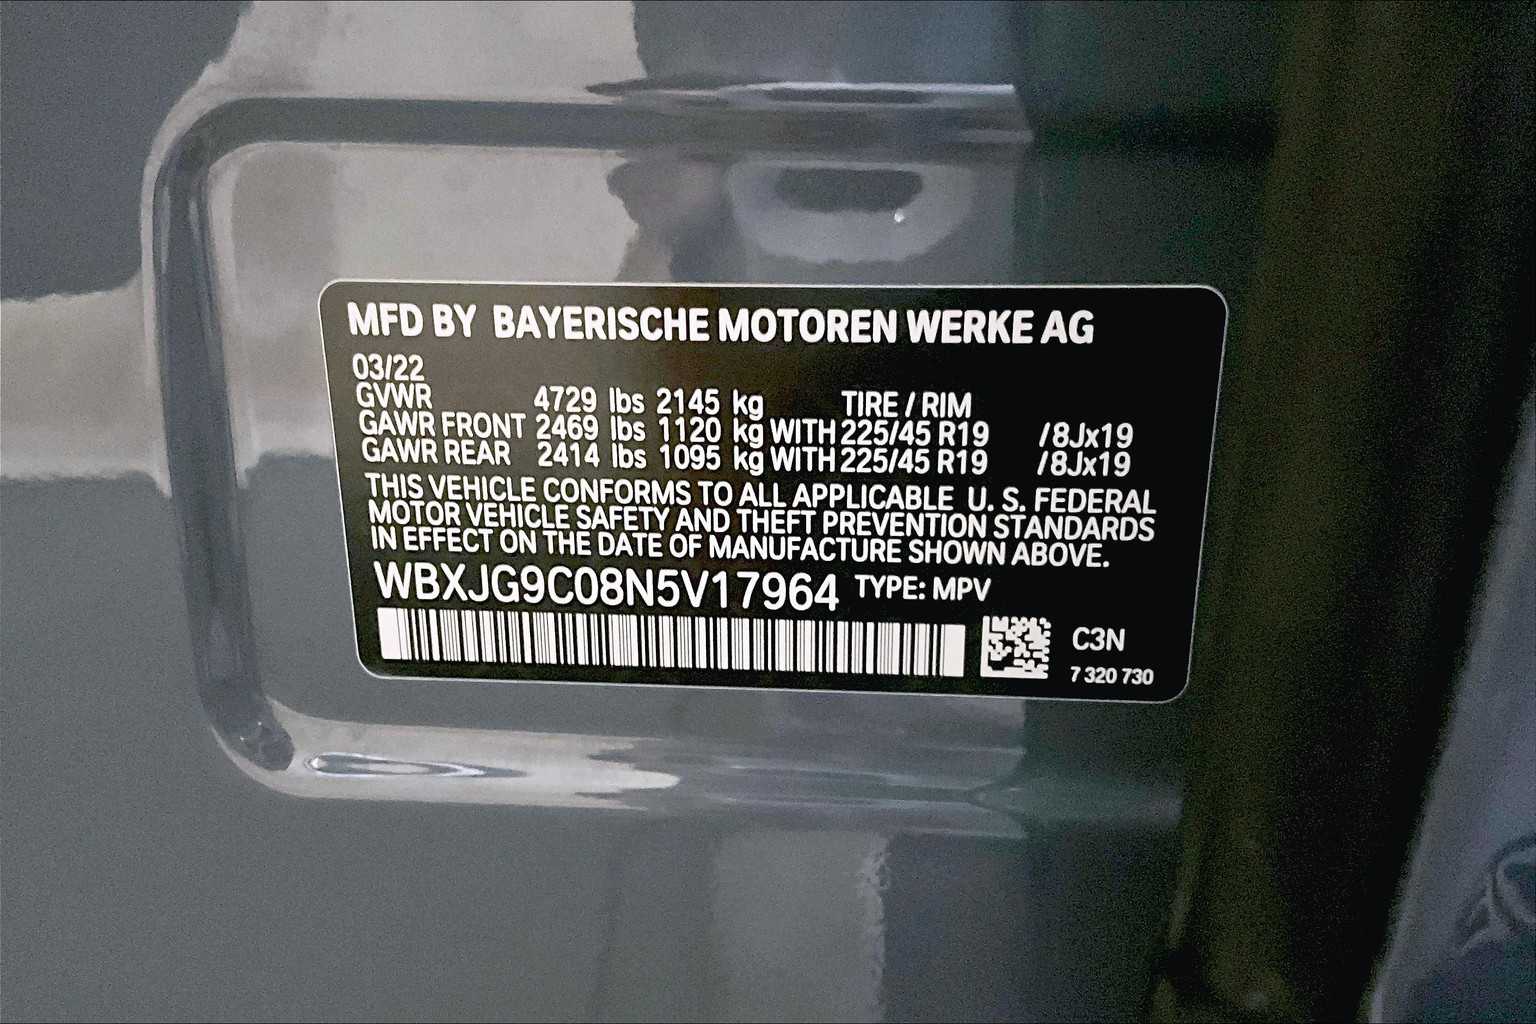 MFD BY BAYERISCHE MOTOREN WERKE AG
03/22
GVWR 4729 lbs 2145 kg TIRE / RIM
GAWR FRONT 2469 lbs 1120 kg WITH 225/45 R19 /8Jx19
GAWR REAR 2414 lbs 1095 kg WITH 225/45 R19 /8Jx19
THIS VEHICLE CONFORMS TO ALL APPLICABLE U. S. FEDERAL
MOTOR VEHICLE SAFETY AND THEFT PREVENTION STANDARDS
IN EFFECT ON THE DATE OF MANUFACTURE SHOWN ABOVE.
WBXJG9C08N5V17964 TYPE: MPV
C3N
7 320 730